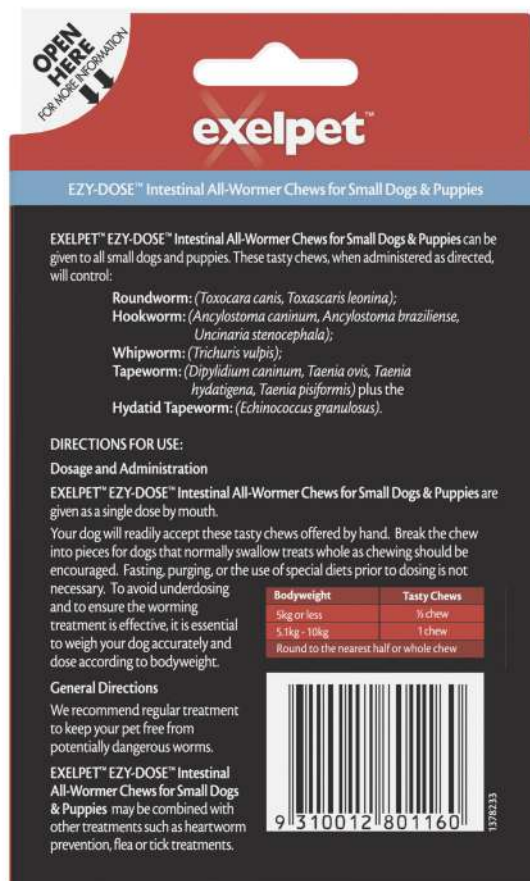 OPEN
HERE
FOR MORE INFORMATION
exelpet™
EZY-DOSE™ Intestinal All-Wormer Chews for Small Dogs & Puppies
EXELPET™ EZY-DOSE™ Intestinal All-Wormer Chews for Small Dogs & Puppies can be
given to all small dogs and puppies. These tasty chews, when administered as directed,
will control:
Roundworm: (Toxocara canis, Toxascaris leonina);
Hookworm: (Ancylostoma caninum, Ancylostoma braziliense,
Uncinaria stenocephala);
Whipworm: (Trichuris vulpis);
Tapeworm: (Dipylidium caninum, Taenia ovis, Taenia
hydatigena, Taenia pisiformis) plus the
Hydatid Tapeworm: (Echinococcus granulosus).
DIRECTIONS FOR USE:
Dosage and Administration
EXELPET™ EZY-DOSE™ Intestinal All-Wormer Chews for Small Dogs & Puppies are
given as a single dose by mouth.
Your dog will readily accept these tasty chews offered by hand. Break the chew
into pieces for dogs that normally swallow treats whole as chewing should be
encouraged. Fasting, purging, or the use of special diets prior to dosing is not
necessary. To avoid underdosing
and to ensure the worming
treatment is effective, it is essential
to weigh your dog accurately and
dose according to bodyweight.
Bodyweight Tasty Chews
5kg or less ½ chew
5.1kg - 10kg 1 chew
Round to the nearest half or whole chew
General Directions
We recommend regular treatment
to keep your pet free from
potentially dangerous worms.
EXELPET™ EZY-DOSE™ Intestinal
All-Wormer Chews for Small Dogs
& Puppies may be combined with
other treatments such as heartworm
prevention, flea or tick treatments.
9 310012 801160
1378233